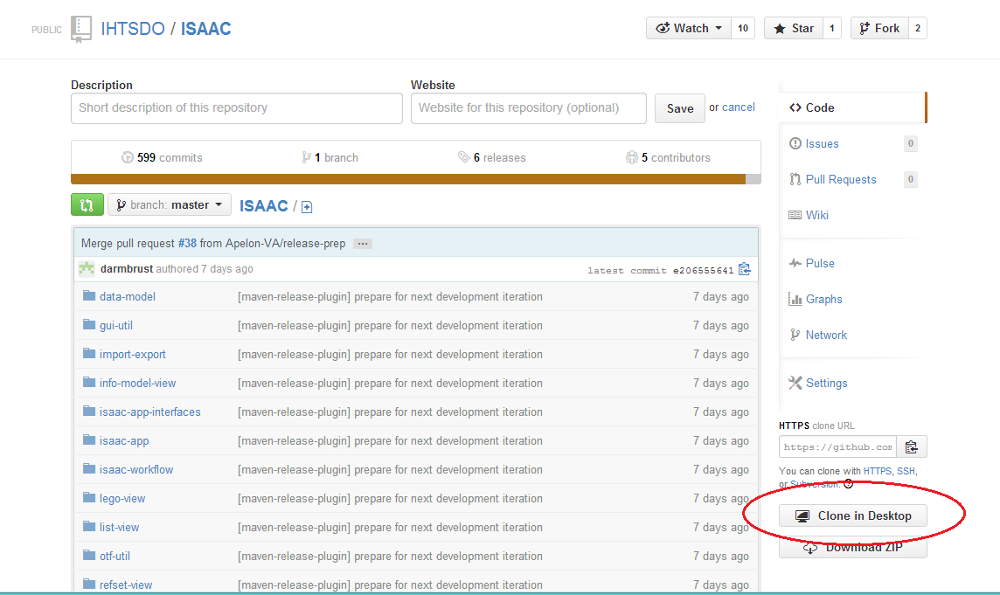 PUBLIC IHTSDO / ISAAC Watch 10 Star 1 Fork 2
Description Website
Short description of this repository Website for this repository (optional) Save or cancel
599 commits 1 branch 6 releases 5 contributors
branch: master ISAAC /
Merge pull request #38 from Apelon-VA/release-prep ...
darmbrust authored 7 days ago latest commit e206555641
data-model [maven-release-plugin] prepare for next development iteration 7 days ago
gui-util [maven-release-plugin] prepare for next development iteration 7 days ago
import-export [maven-release-plugin] prepare for next development iteration 7 days ago
info-model-view [maven-release-plugin] prepare for next development iteration 7 days ago
isaac-app-interfaces [maven-release-plugin] prepare for next development iteration 7 days ago
isaac-app [maven-release-plugin] prepare for next development iteration 7 days ago
isaac-workflow [maven-release-plugin] prepare for next development iteration 7 days ago
lego-view [maven-release-plugin] prepare for next development iteration 7 days ago
list-view [maven-release-plugin] prepare for next development iteration 7 days ago
otf-util [maven-release-plugin] prepare for next development iteration 7 days ago
refset-view [maven-release-plugin] prepare for next development iteration 7 days ago
Code
Issues 0
Pull Requests 0
Wiki
Pulse
Graphs
Network
Settings
HTTPS clone URL
https://github.com
You can clone with HTTPS, SSH,
or Subversion.
Clone in Desktop
Download ZIP